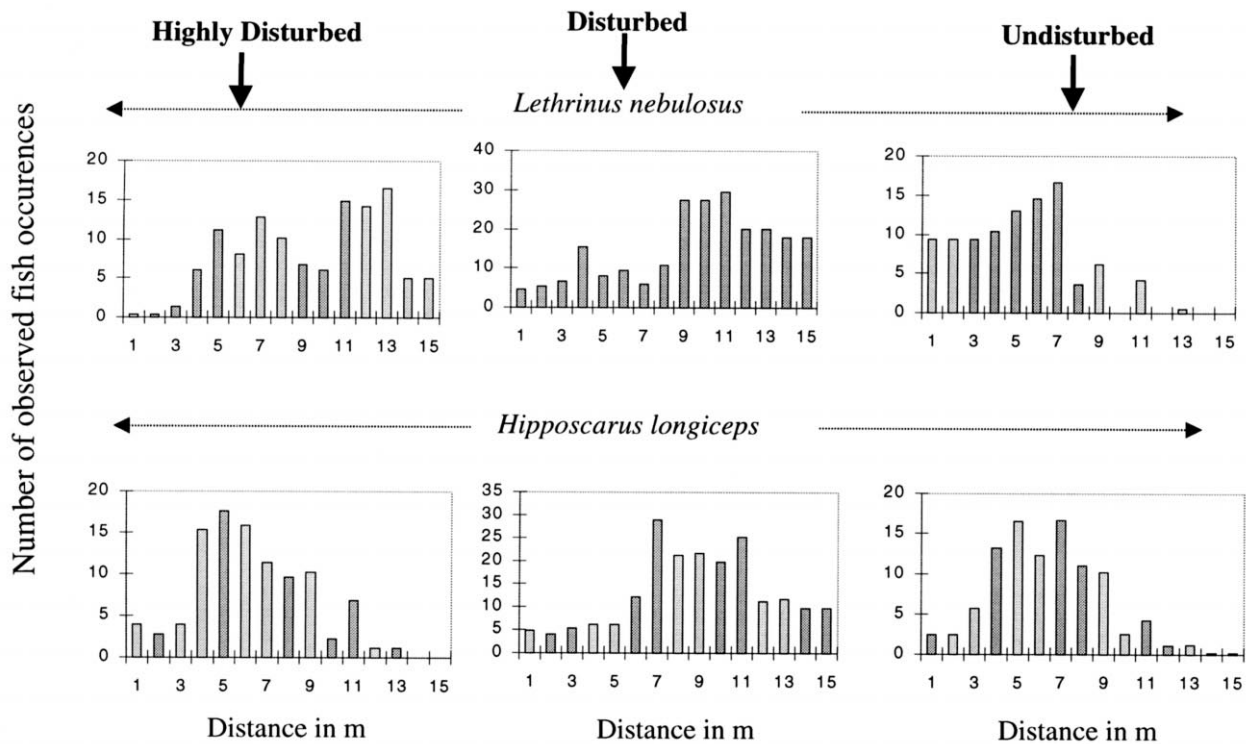 Highly Disturbed
Disturbed
Undisturbed
Lethrinus nebulosus
Number of observed fish occurences
20
15
10
5
0
1 3 5 7 9 11 13 15
40
30
20
10
0
1 3 5 7 9 11 13 15
20
15
10
5
0
1 3 5 7 9 11 13 15
Hipposcarus longiceps
20
15
10
5
0
1 3 5 7 9 11 13 15
Distance in m
35
30
25
20
15
10
5
0
1 3 5 7 9 11 13 15
Distance in m
20
15
10
5
0
1 3 5 7 9 11 13 15
Distance in m